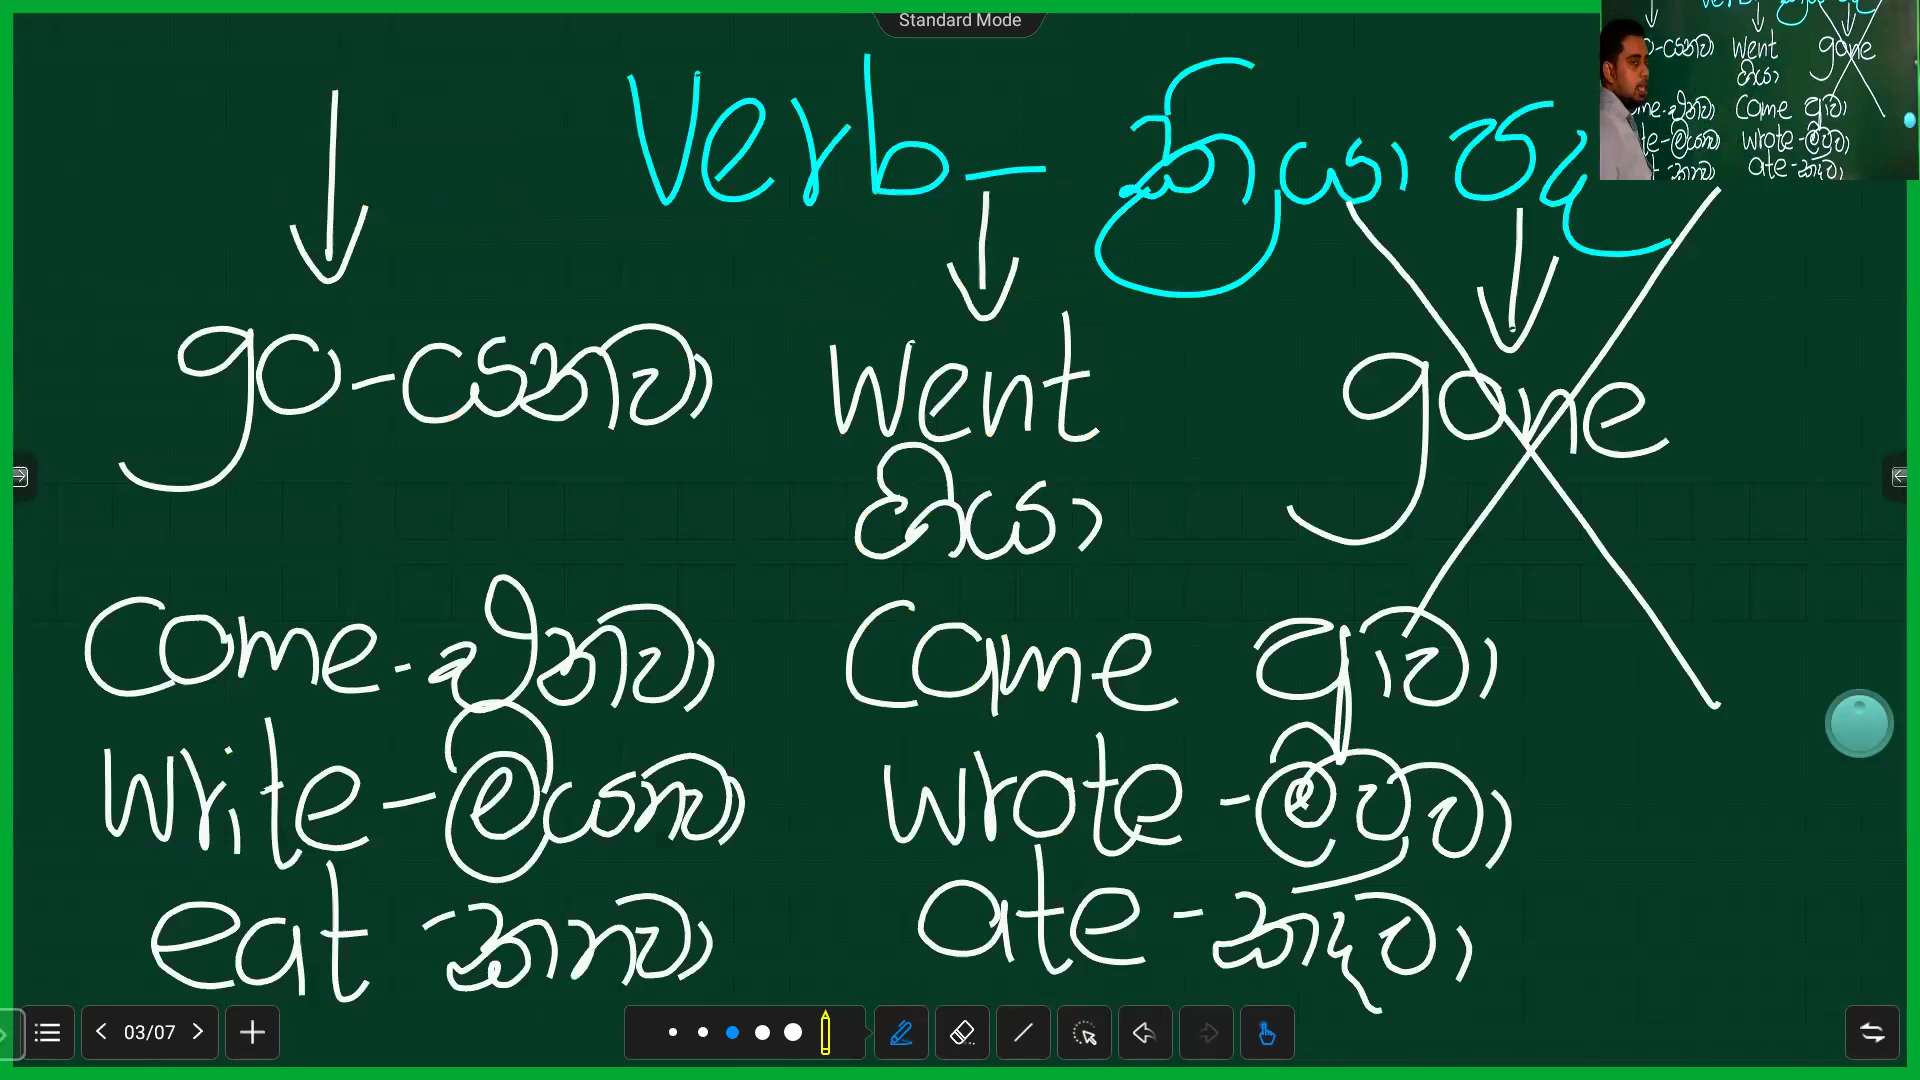 Standard Mode
Verb - ක්‍රියා පද
go - යනවා went gone
ගියා
come - එනවා came ආවා
write - ලියනවා wrote - ලිව්වා
eat - කනවා ate - කෑවා
03/07